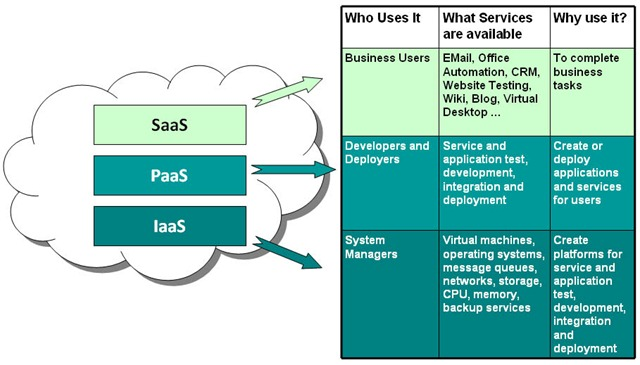 SaaS
PaaS
IaaS
Who Uses It
What Services
are available
Why use it?
Business Users
EMail, Office
Automation, CRM,
Website Testing,
Wiki, Blog, Virtual
Desktop ...
To complete
business
tasks
Developers and
Deployers
Service and
application test,
development,
integration and
deployment
Create or
deploy
applications
and services
for users
System
Managers
Virtual machines,
operating systems,
message queues,
networks, storage,
CPU, memory,
backup services
Create
platforms for
service and
application
test,
development,
integration
and
deployment